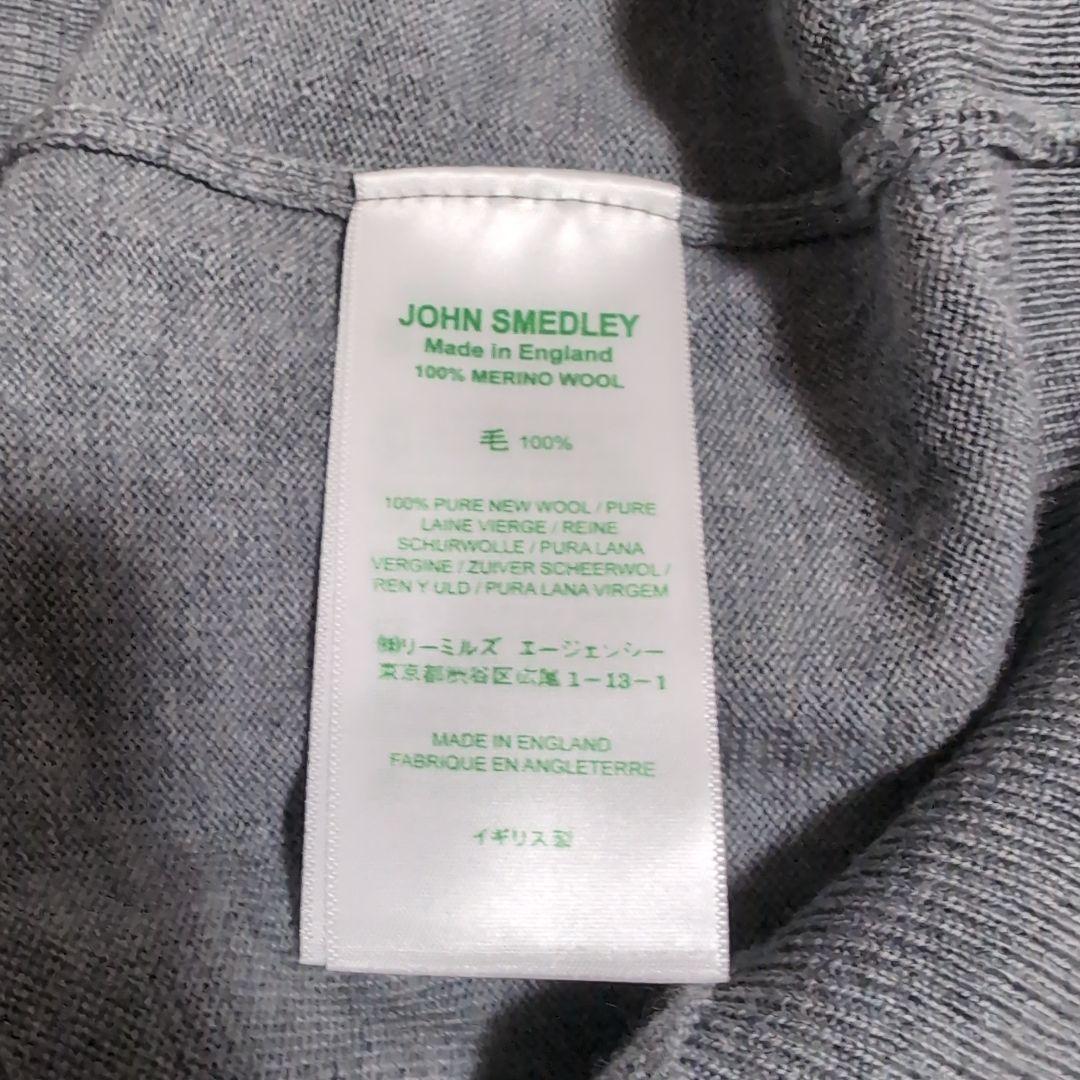 JOHN SMEDLEY
Made in England
100% MERINO WOOL
毛 100%
100% PURE NEW WOOL / PURE
LAINE VIERGE / REINE
SCHURWOLLE / PURA LANA
VERGINE / ZUIVER SCHEERWOL /
REN Y ULD / PURA LANA VIRGEM
㈱リーミルズ エージェンシー
東京都渋谷区広尾1-13-1
MADE IN ENGLAND
FABRIQUE EN ANGLETERRE
イギリス製